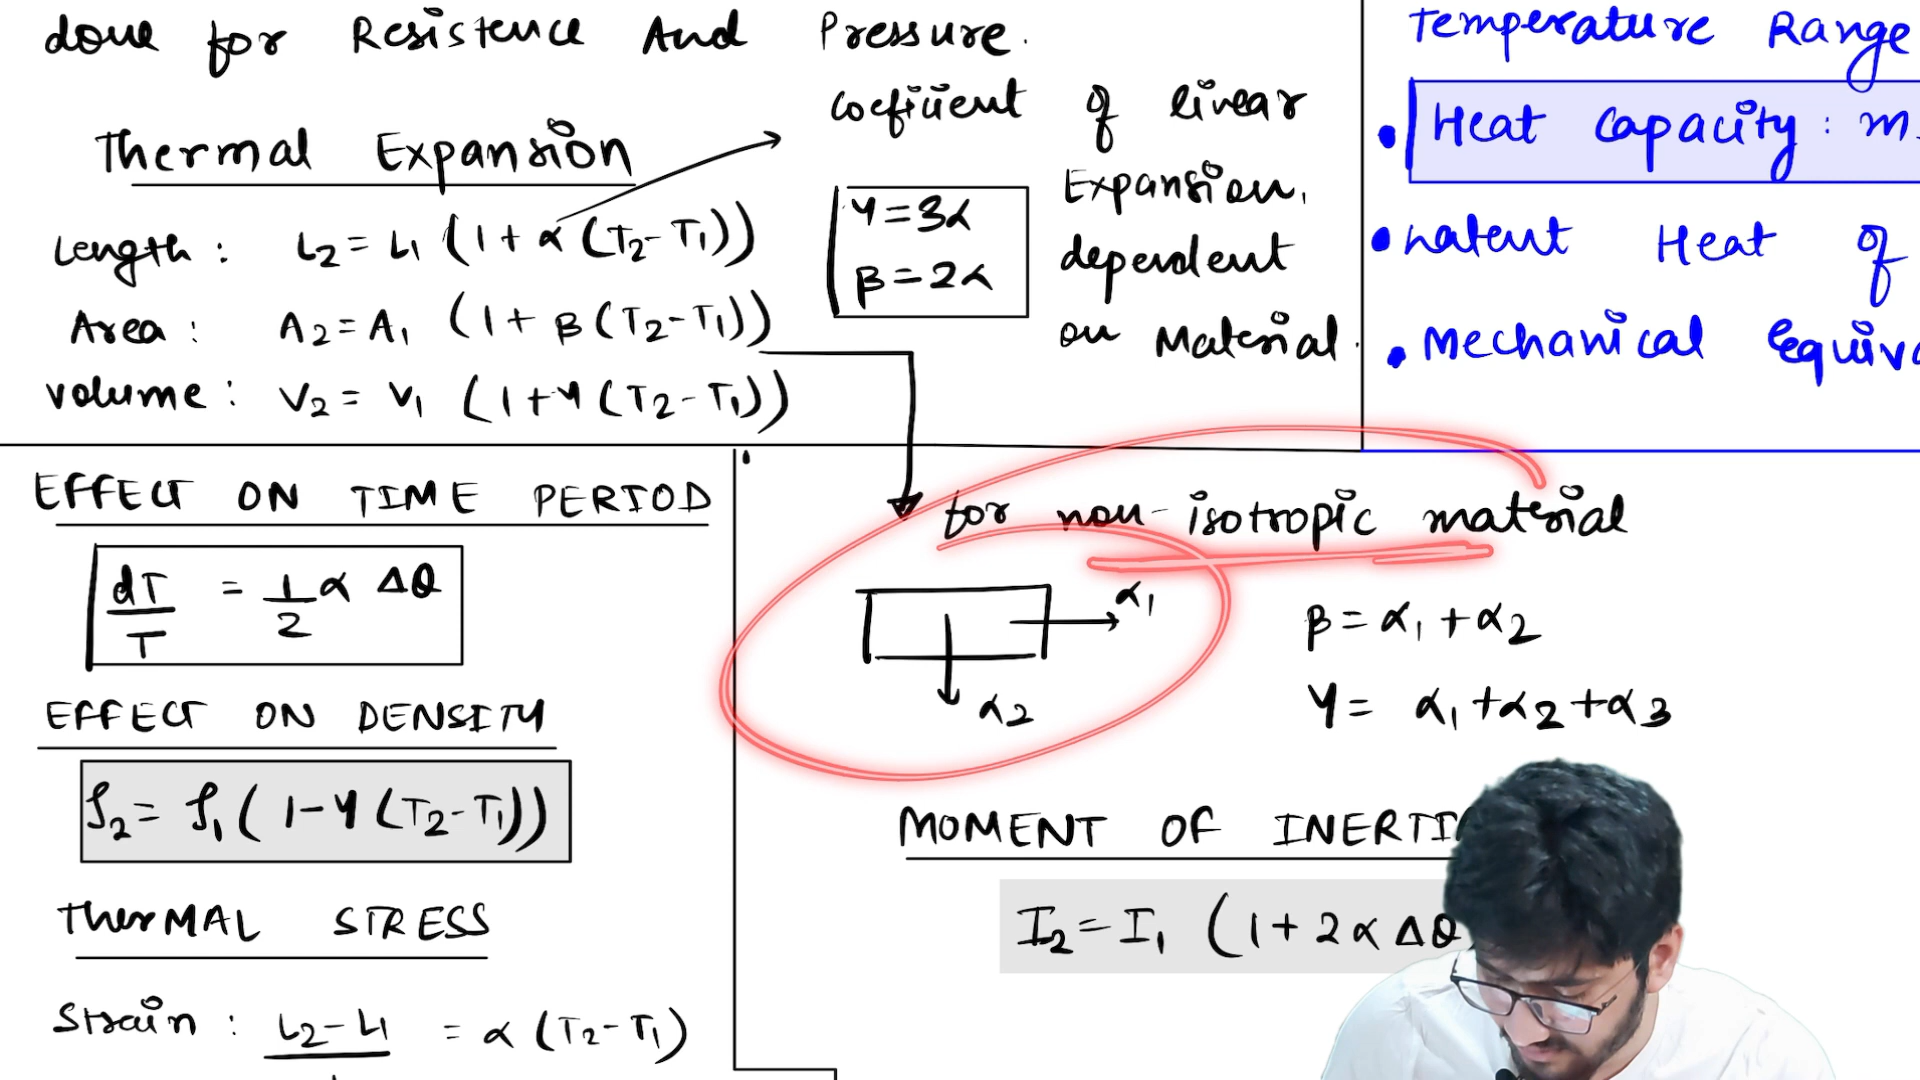 done for Resistence And Pressure.
Thermal Expansion
coefficient of linear
Expansion.
dependent
on Material.
Length : L₂ = L₁ (1 + α (T₂ - T₁))
Area : A₂ = A₁ (1 + β (T₂ - T₁))
Volume : V₂ = V₁ (1 + γ (T₂ - T₁))
γ = 3α
β = 2α
Temperature Range
• Heat Capacity : m
Heat of
• Mechanical Equiv
EFFECT ON TIME PERIOD
dT/T = 1/2 α Δθ
EFFECT ON DENSITY
ρ₂ = ρ₁ (1 - γ (T₂ - T₁))
Thermal STRESS
Strain : L₂ - L₁ = α (T₂ - T₁)
for non-isotropic material
α₁
α₂
β = α₁ + α₂
γ = α₁ + α₂ + α₃
MOMENT OF INERTI
I₂ = I₁ (1 + 2α Δθ